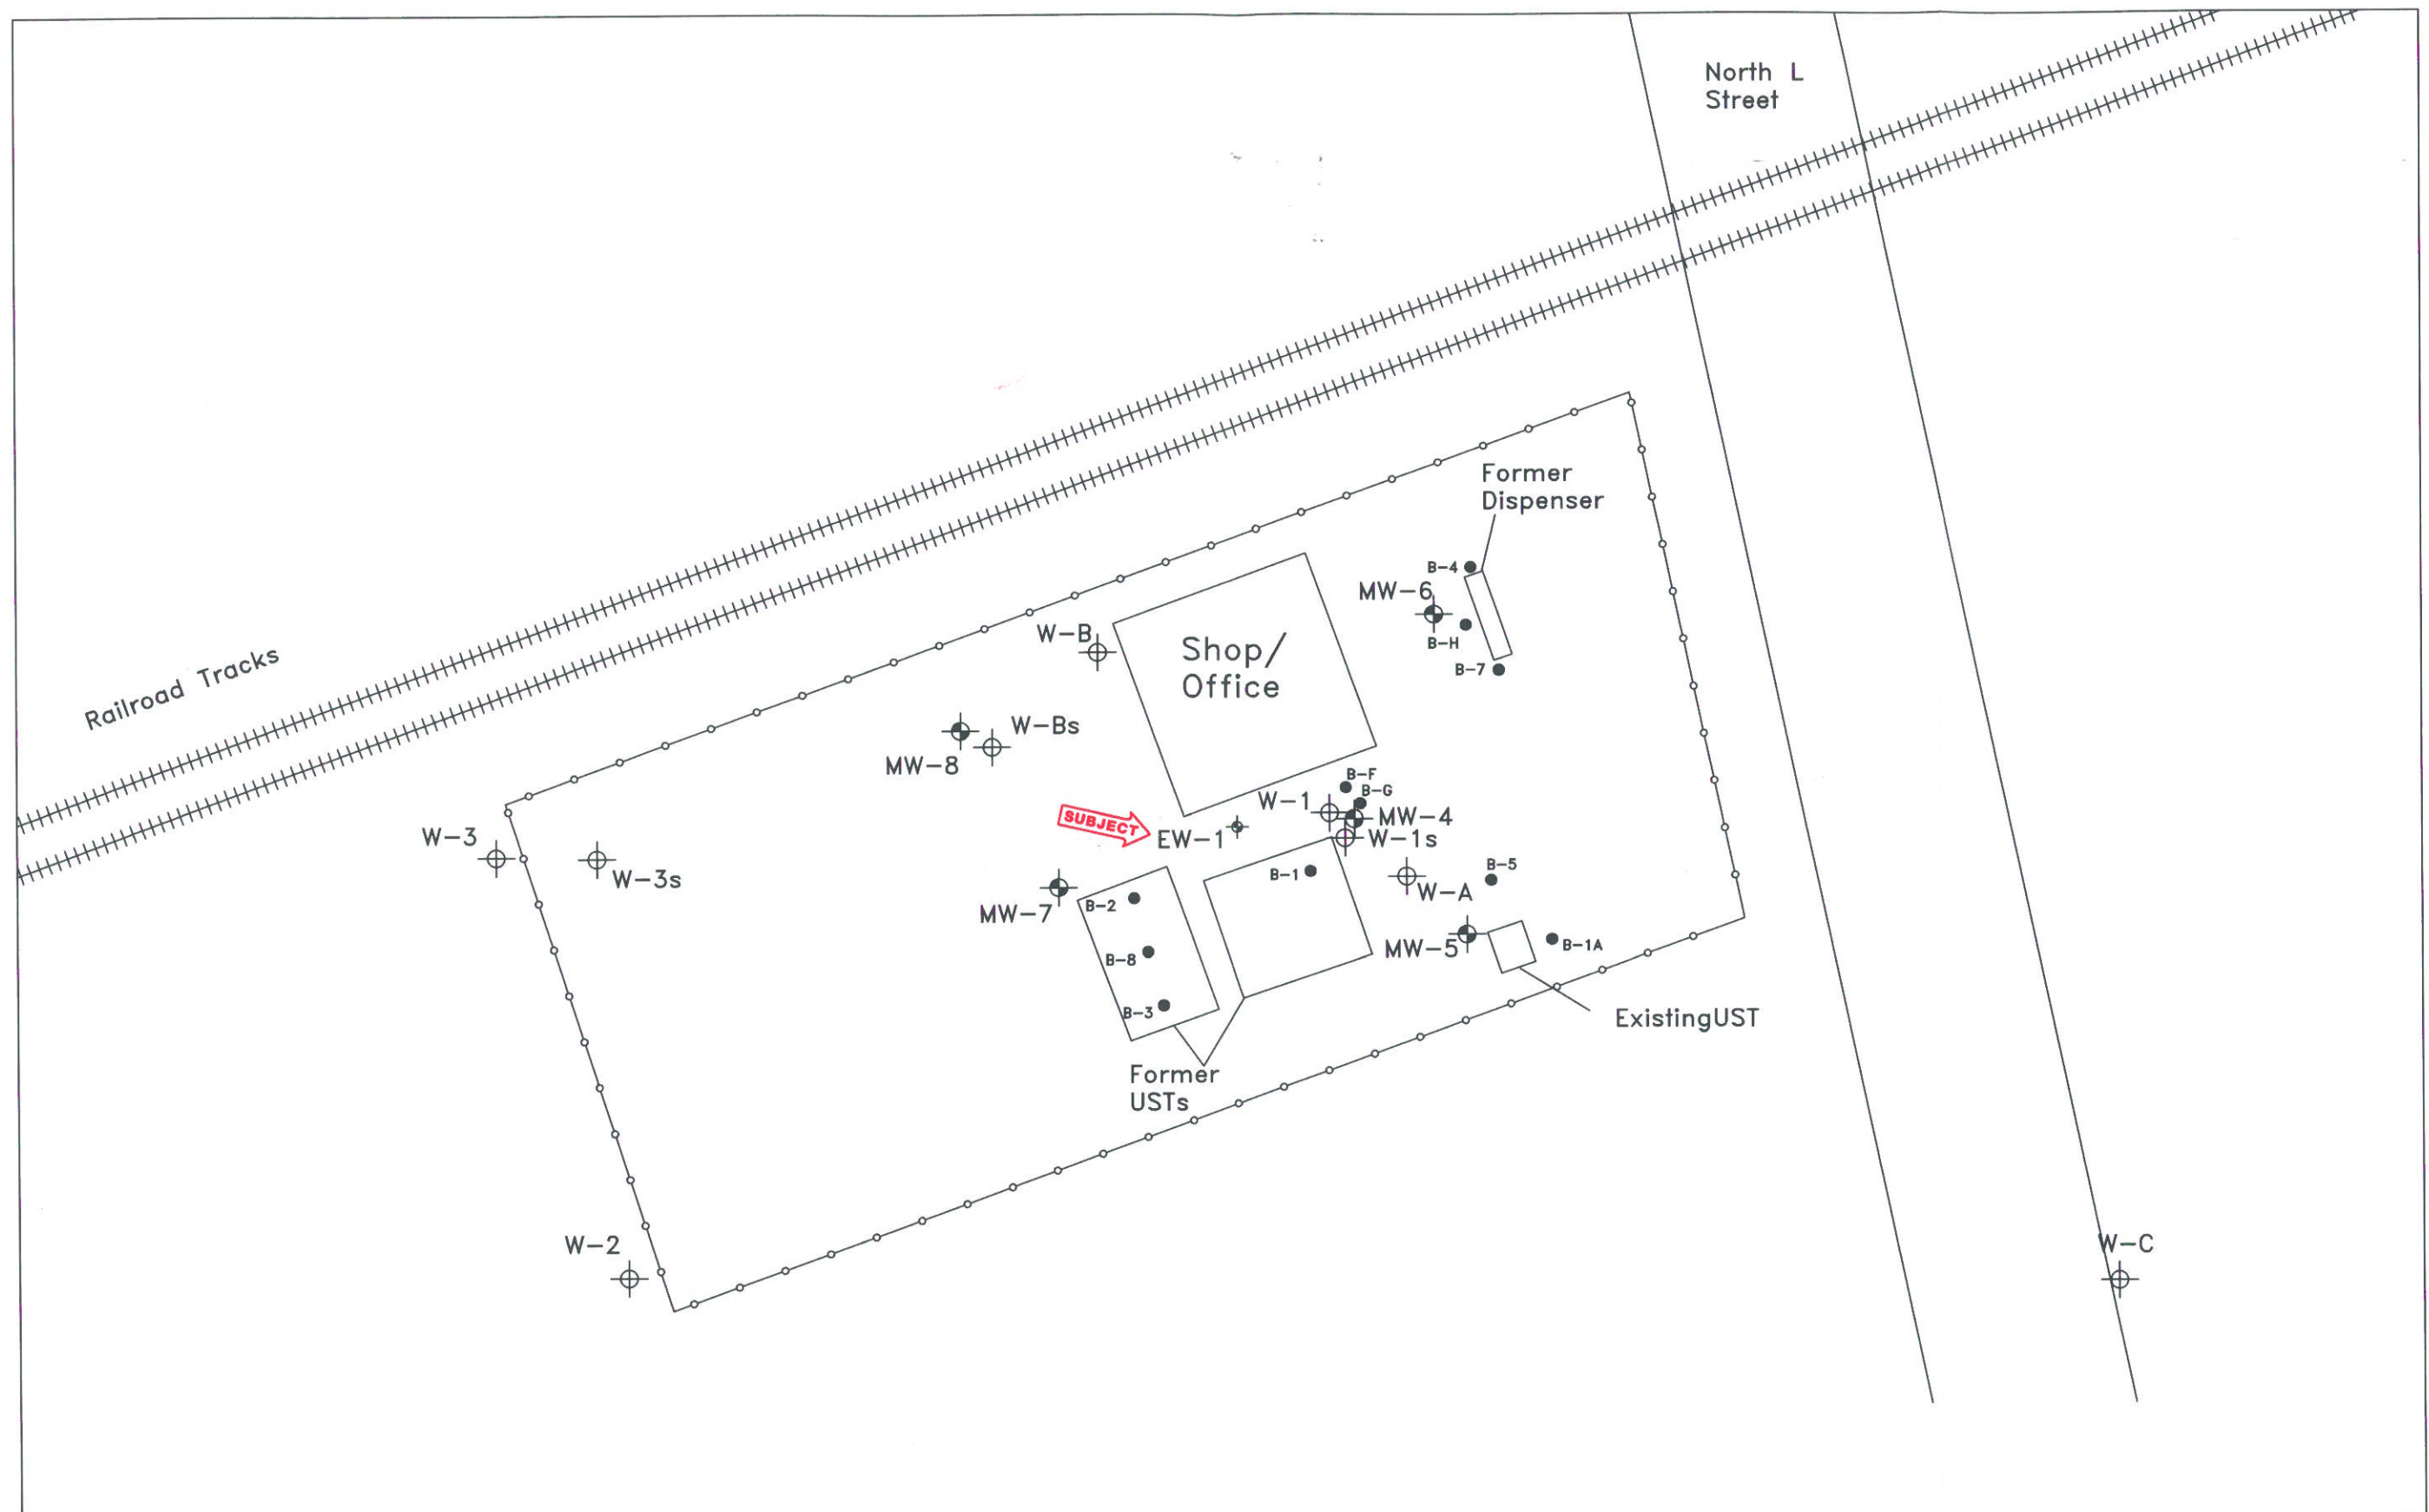 North L
Street
Former
Dispenser
B-4
MW-6
B-H
B-7
W-B
Shop/
Office
Railroad Tracks
W-Bs
MW-8
B-F
B-G
W-1
MW-4
SUBJECT
EW-1
W-1s
W-3
W-3s
B-1
B-5
W-A
MW-7
B-2
MW-5
B-1A
B-8
B-3
ExistingUST
Former
USTs
W-2
W-C